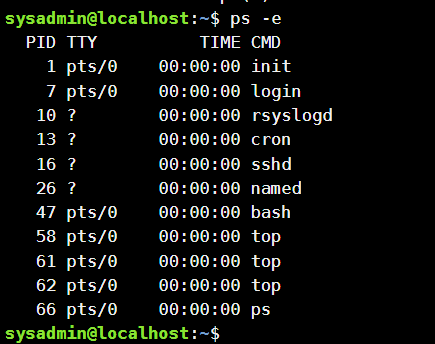 sysadmin@localhost:~$ ps -e
  PID TTY          TIME CMD
    1 pts/0    00:00:00 init
    7 pts/0    00:00:00 login
   10 ?        00:00:00 rsyslogd
   13 ?        00:00:00 cron
   16 ?        00:00:00 sshd
   26 ?        00:00:00 named
   47 pts/0    00:00:00 bash
   58 pts/0    00:00:00 top
   61 pts/0    00:00:00 top
   62 pts/0    00:00:00 top
   66 pts/0    00:00:00 ps
sysadmin@localhost:~$